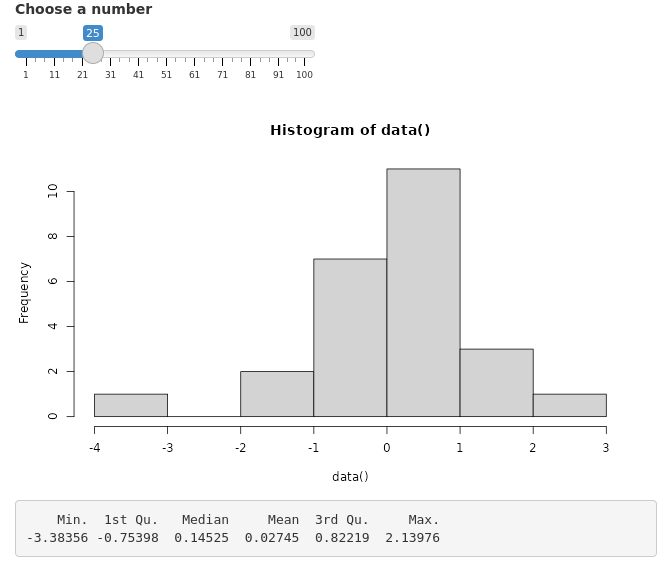 Choose a number
1 25 100
1 11 21 31 41 51 61 71 81 91 100
Histogram of data()
Frequency
10
8
6
4
2
0
-4 -3 -2 -1 0 1 2 3
data()
Min. 1st Qu. Median Mean 3rd Qu. Max.
-3.38356 -0.75398 0.14525 0.02745 0.82219 2.13976